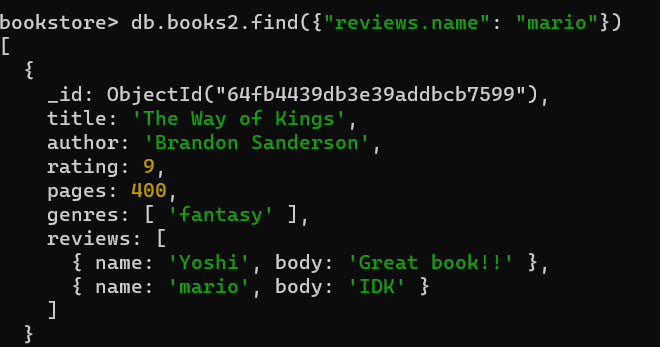 bookstore> db.books2.find({"reviews.name": "mario"})
[
  {
    _id: ObjectId("64fb4439db3e39addbcb7599"),
    title: 'The Way of Kings',
    author: 'Brandon Sanderson',
    rating: 9,
    pages: 400,
    genres: [ 'fantasy' ],
    reviews: [
      { name: 'Yoshi', body: 'Great book!!' },
      { name: 'mario', body: 'IDK' }
    ]
  }